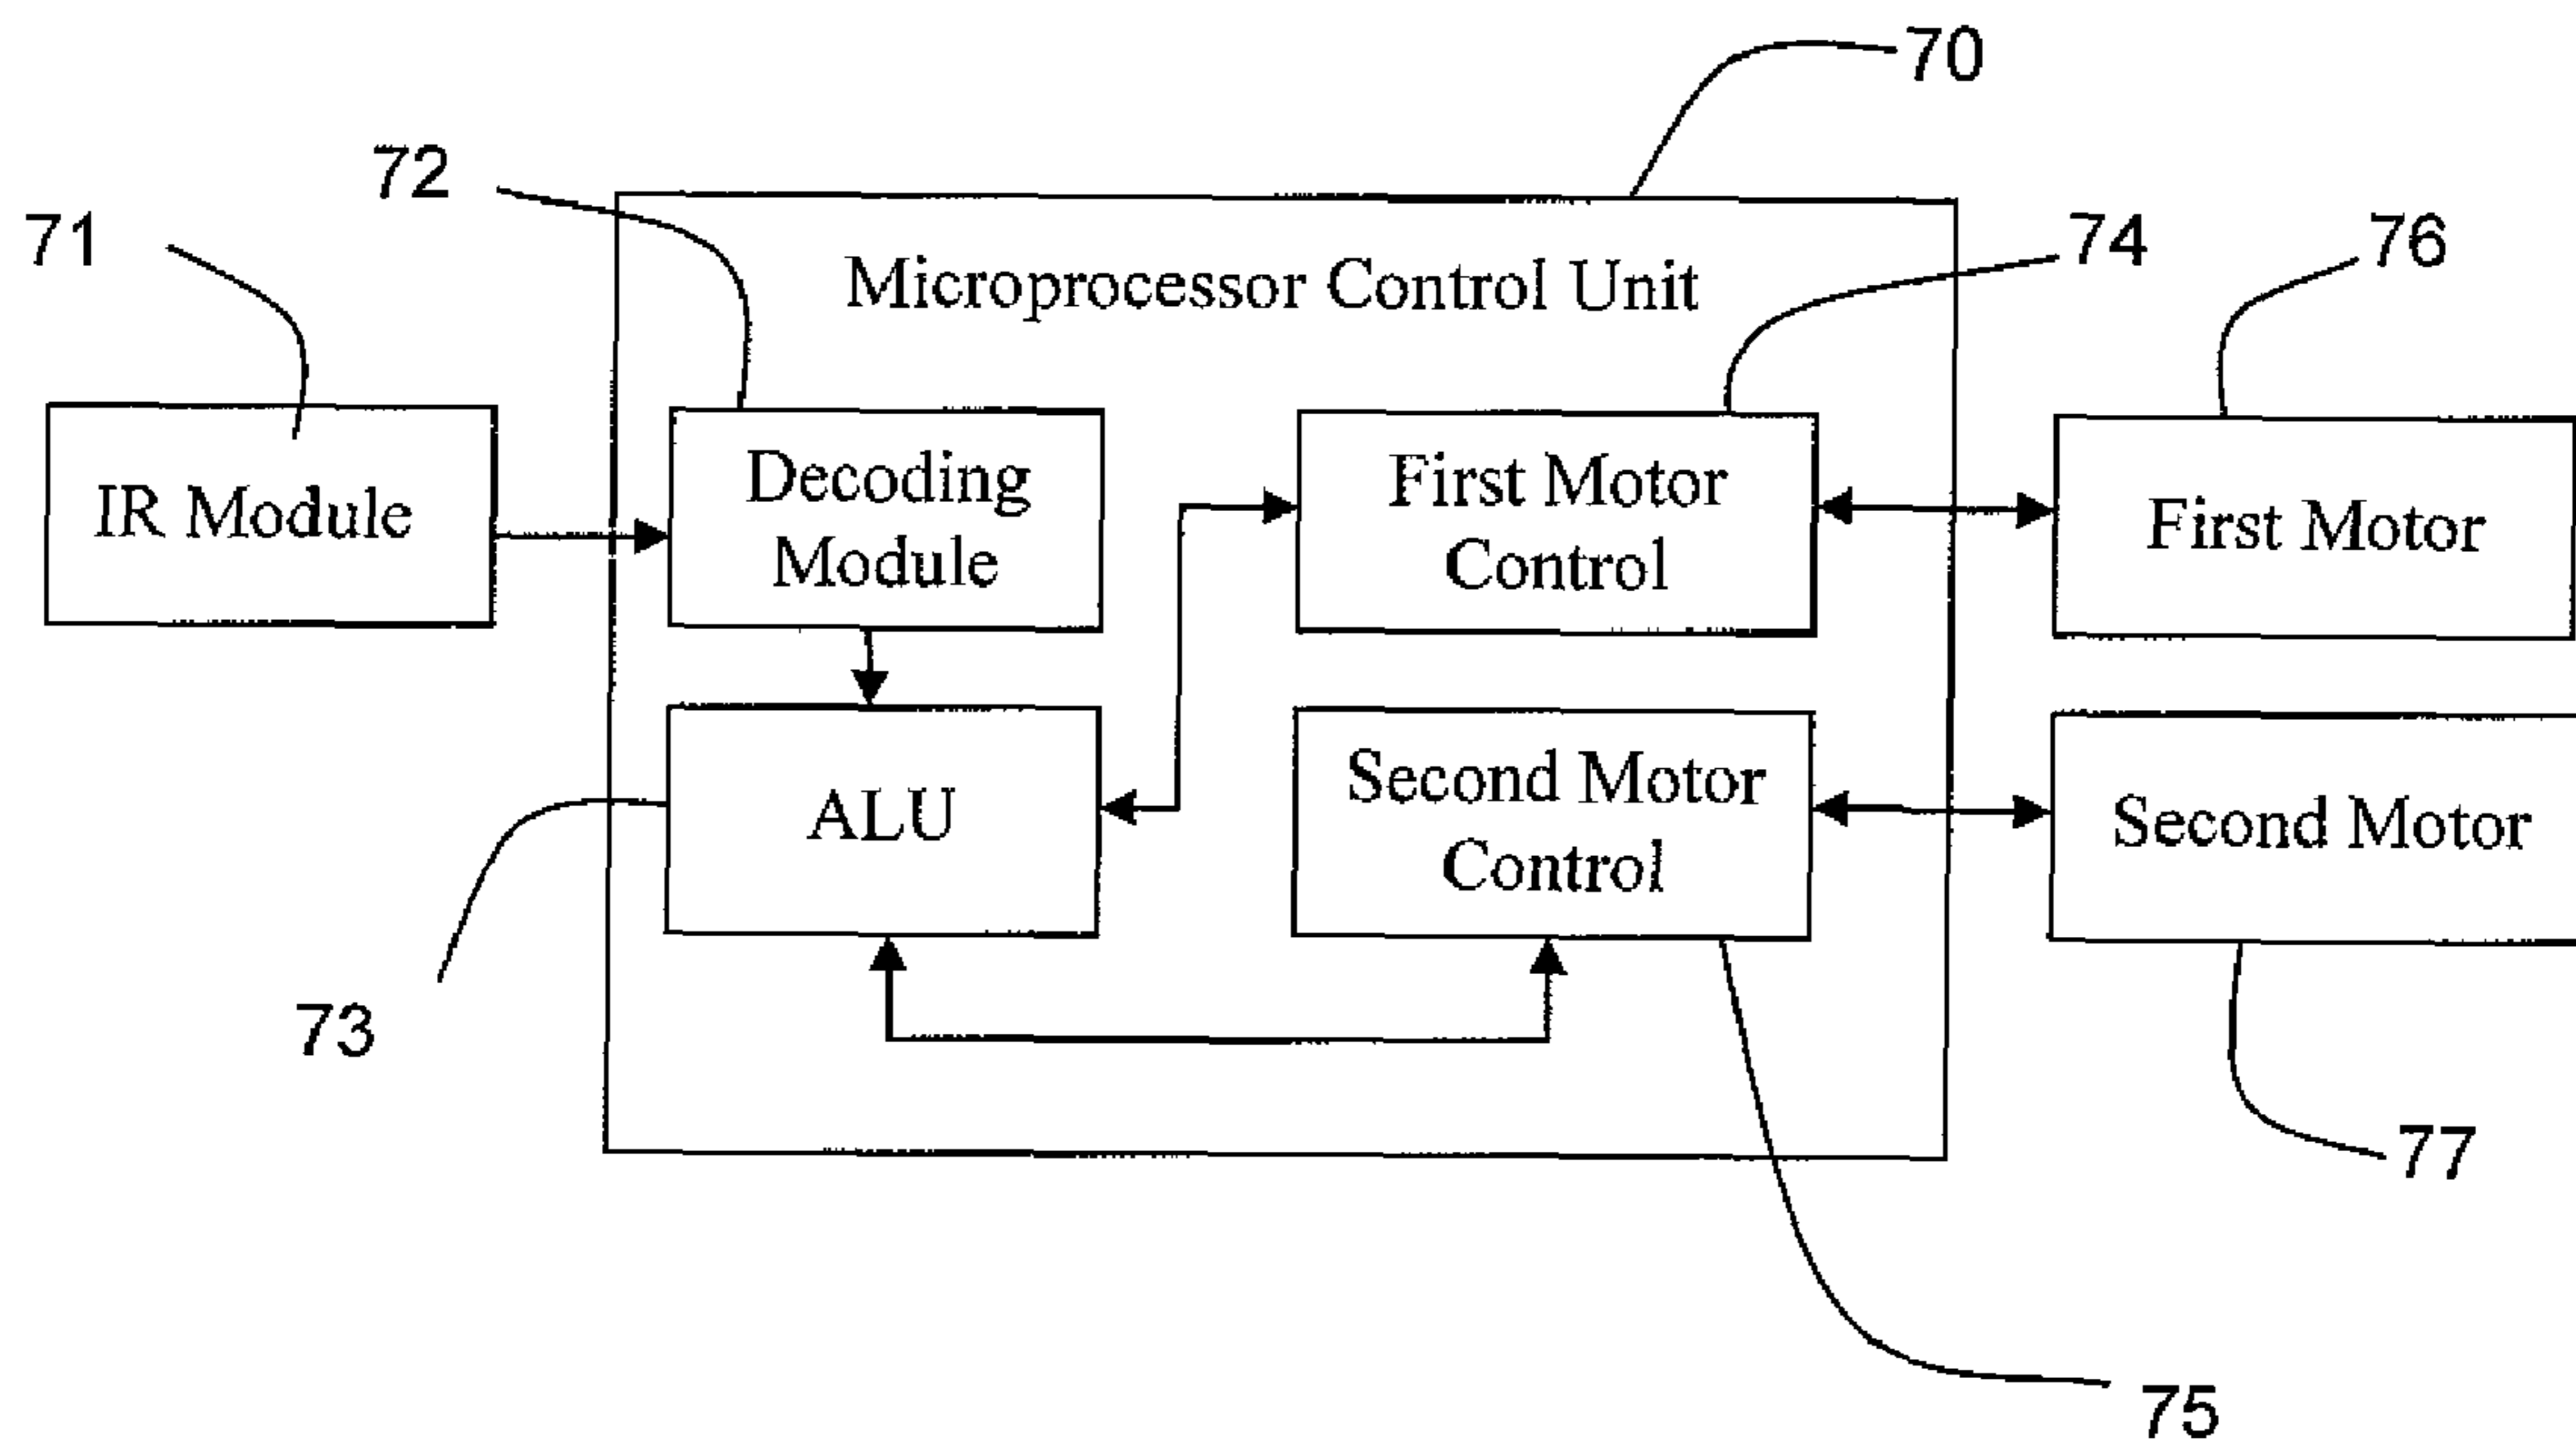 70
72
71
74
76
Microprocessor Control Unit
IR Module
Decoding
Module
First Motor
Control
First Motor
ALU
Second Motor
Control
Second Motor
73
77
75